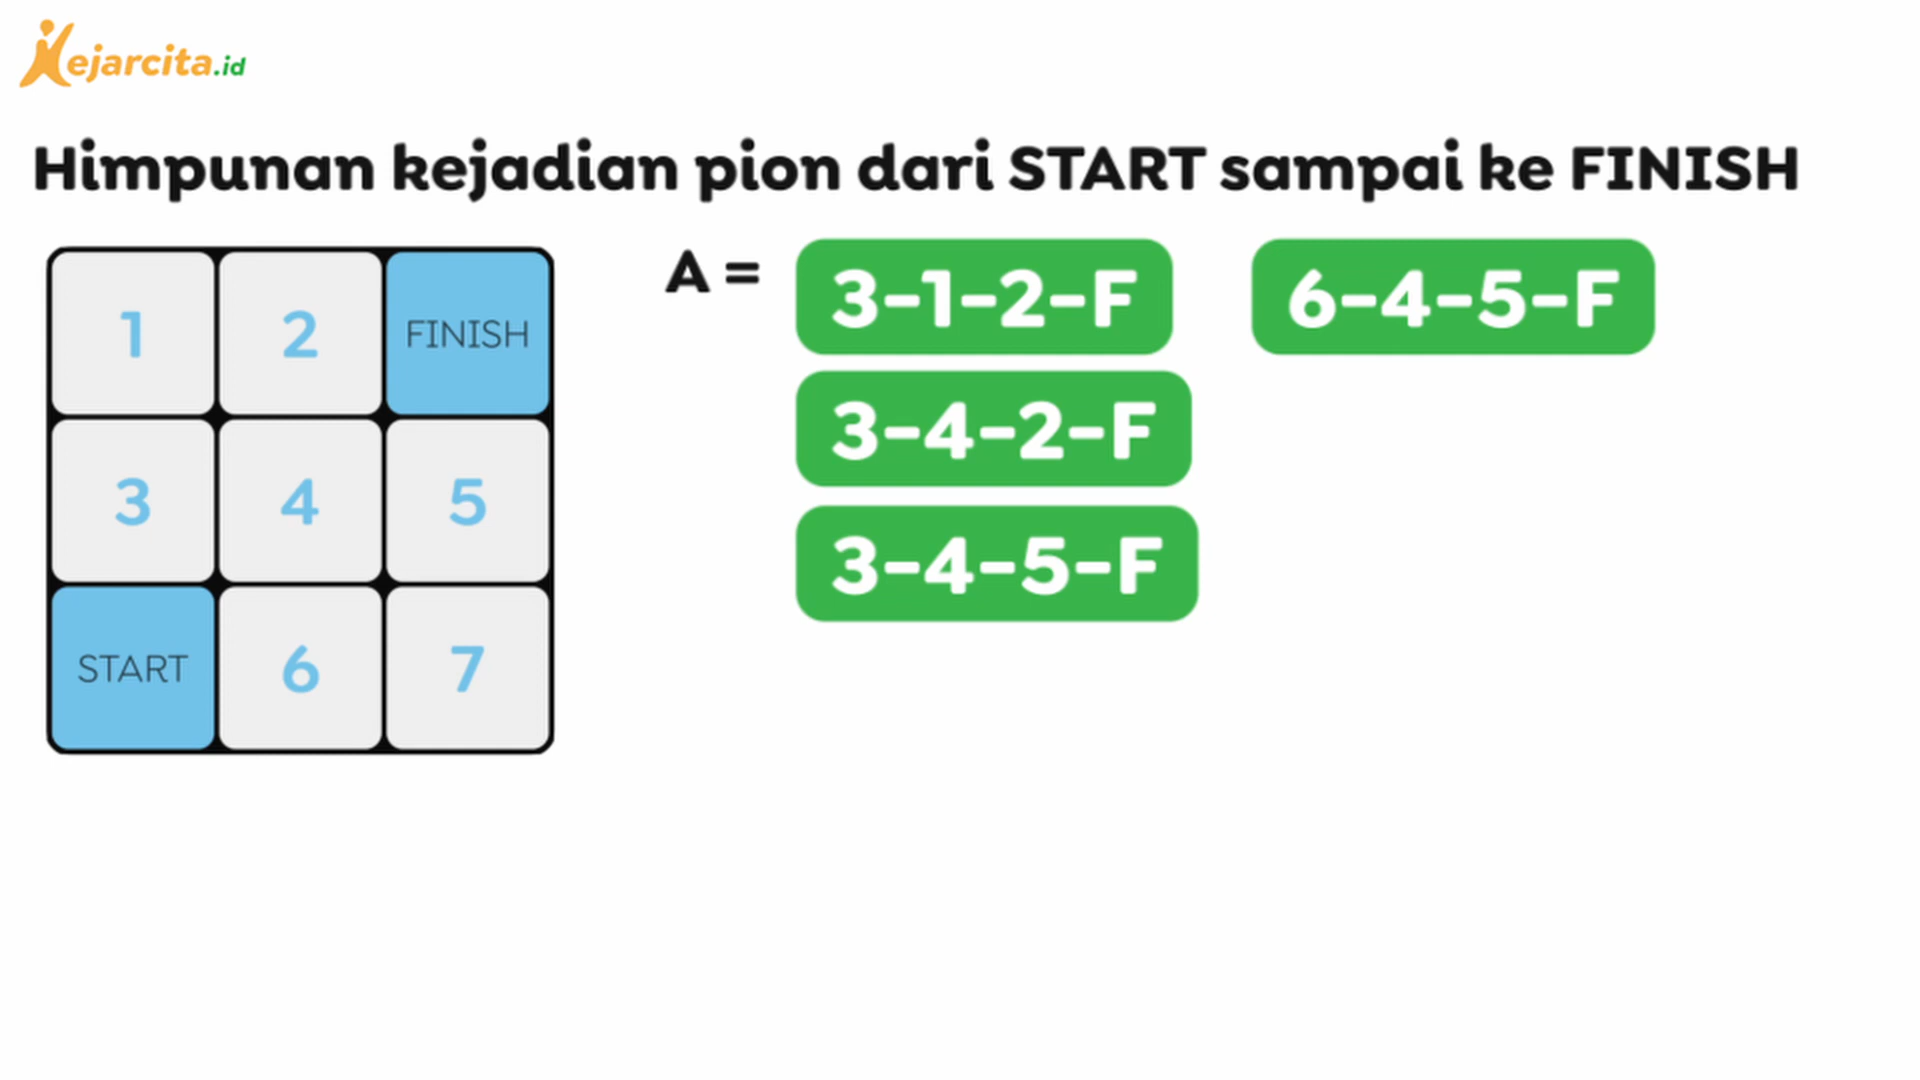 Kejarcita.id
Himpunan kejadian pion dari START sampai ke FINISH
1 2 FINISH
3 4 5
START 6 7
A = 3-1-2-F 6-4-5-F
3-4-2-F
3-4-5-F